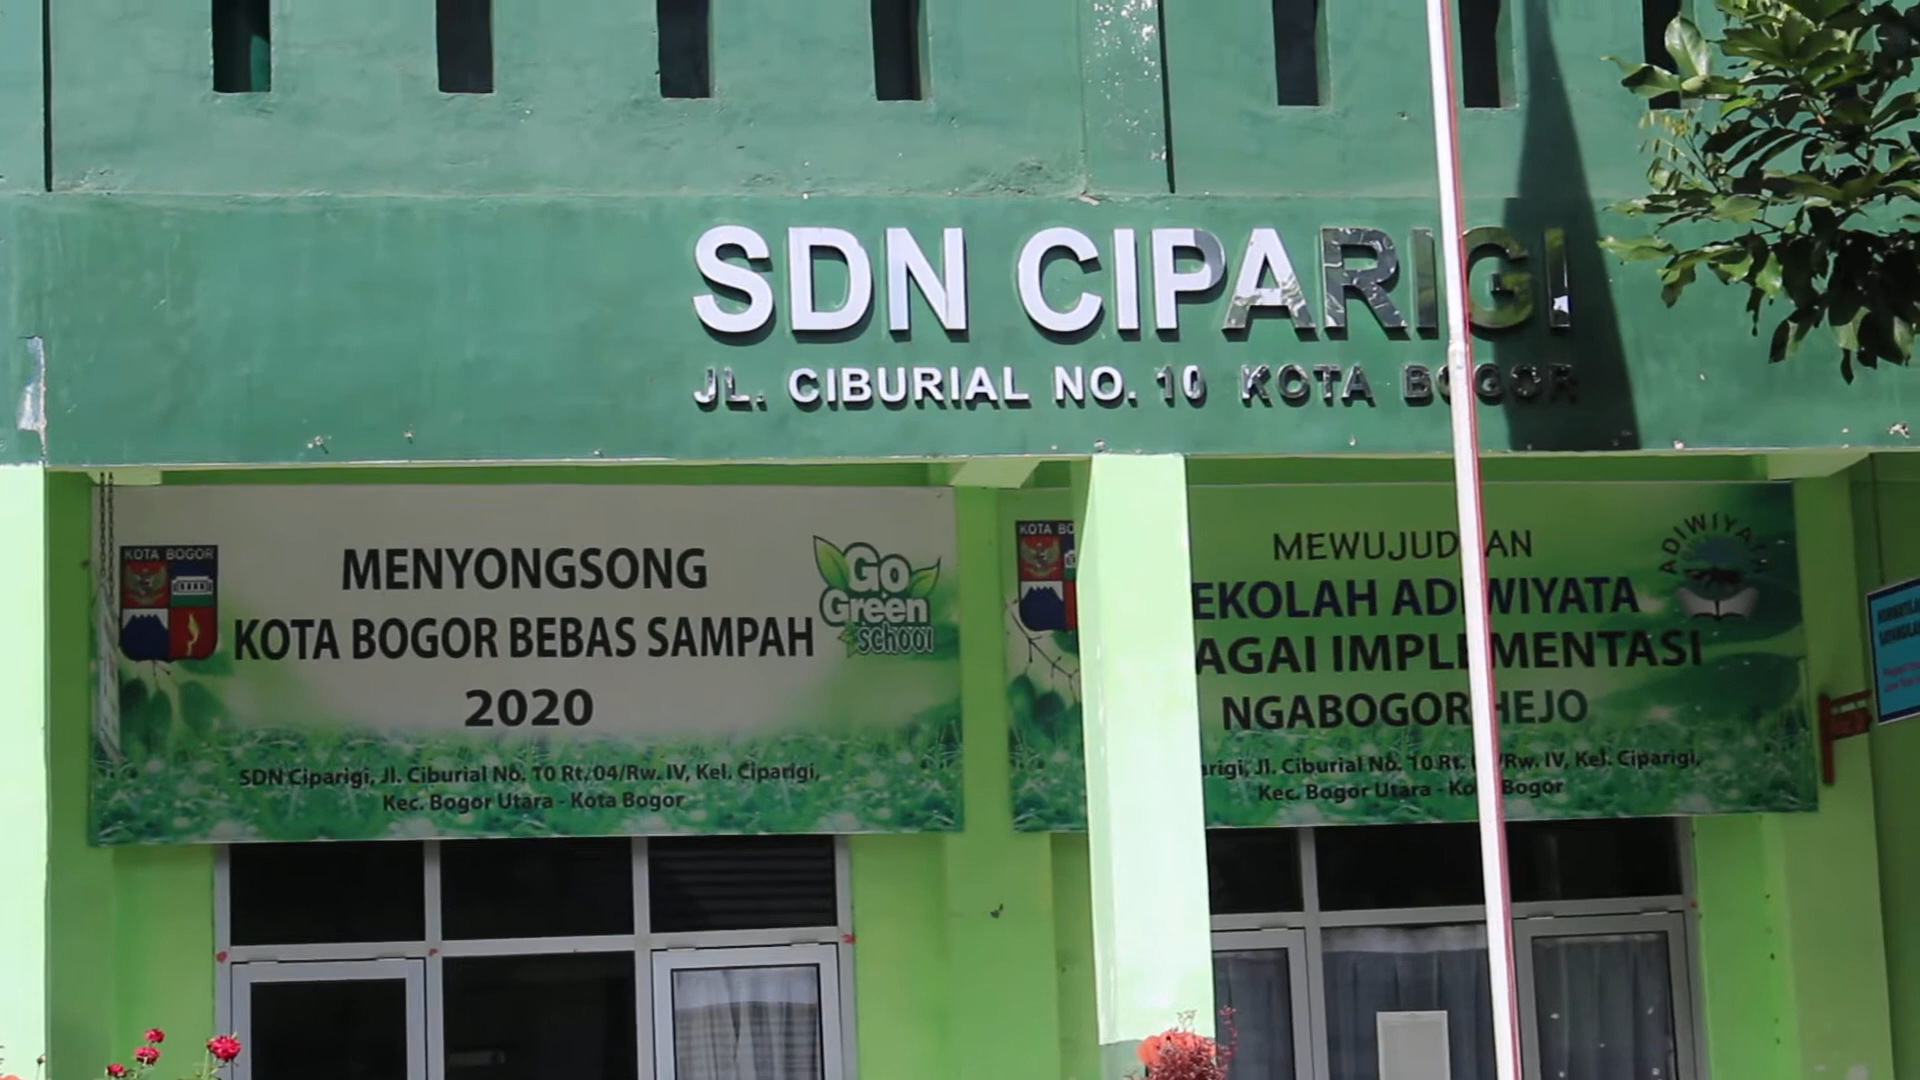 SDN CIPARIGI
JL. CIBURIAL NO. 10 KOTA BOGOR
KOTA BOGOR
MENYONGSONG
KOTA BOGOR BEBAS SAMPAH
2020
Go
Green
school
SDN Ciparigi, Jl. Ciburial No. 10 Rt. 04/Rw. IV, Kel. Ciparigi,
Kec. Bogor Utara - Kota Bogor
KOTA BO
MEWUJUD AN
EKOLAH ADIWIYATA
AGAI IMPLEMENTASI
NGABOGOR HEJO
ADIWIYATA
arigi, Jl. Ciburial No. 10 Rt. /Rw. IV, Kel. Ciparigi,
Kec. Bogor Utara - Ko Bogor